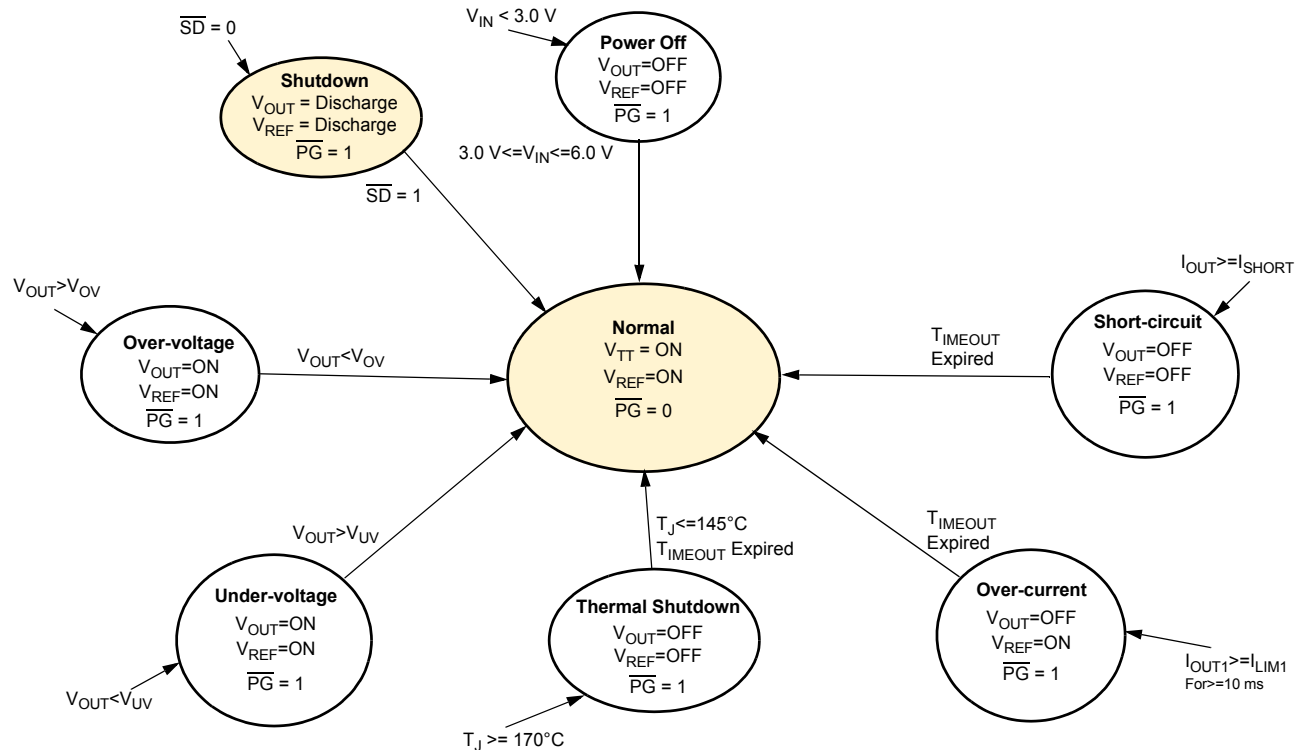 SD = 0
Shutdown
VOUT = Discharge
VREF = Discharge
PG = 1
SD = 1
VIN < 3.0 V
Power Off
VOUT=OFF
VREF=OFF
PG = 1
3.0 V<=VIN<=6.0 V
VOUT>VOV
Over-voltage
VOUT=ON
VREF=ON
PG = 1
VOUT<VOV
Normal
VTT = ON
VREF=ON
PG = 0
IOUT>=ISHORT
Short-circuit
VOUT=OFF
VREF=OFF
PG = 1
TIMEOUT
Expired
VOUT>VUV
Under-voltage
VOUT=ON
VREF=ON
PG = 1
VOUT<VUV
TJ<=145°C
TIMEOUT Expired
Thermal Shutdown
VOUT=OFF
VREF=OFF
PG = 1
TJ >= 170°C
TIMEOUT
Expired
Over-current
VOUT=OFF
VREF=ON
PG = 1
IOUT1>=ILIM1
For>=10 ms